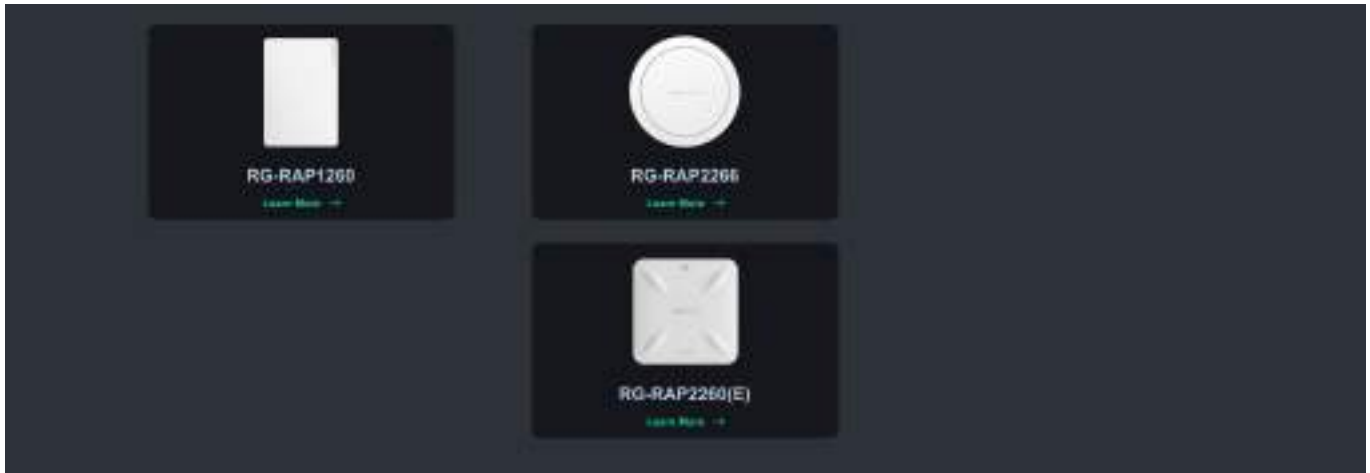 RG-RAP1260
Learn More →
RG-RAP2266
Learn More →
RG-RAP2260(E)
Learn More →